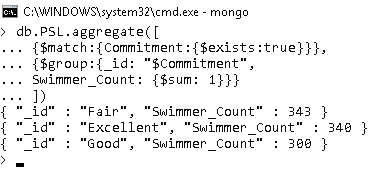 C:\WINDOWS\system32\cmd.exe - mongo
> db.PSL.aggregate([
... {$match:{Commitment:{$exists:true}}},
... {$group:{_id: "$Commitment",
... Swimmer_Count: {$sum: 1}}}
... ])
{ "_id" : "Fair", "Swimmer_Count" : 343 }
{ "_id" : "Excellent", "Swimmer_Count" : 340 }
{ "_id" : "Good", "Swimmer_Count" : 300 }
>